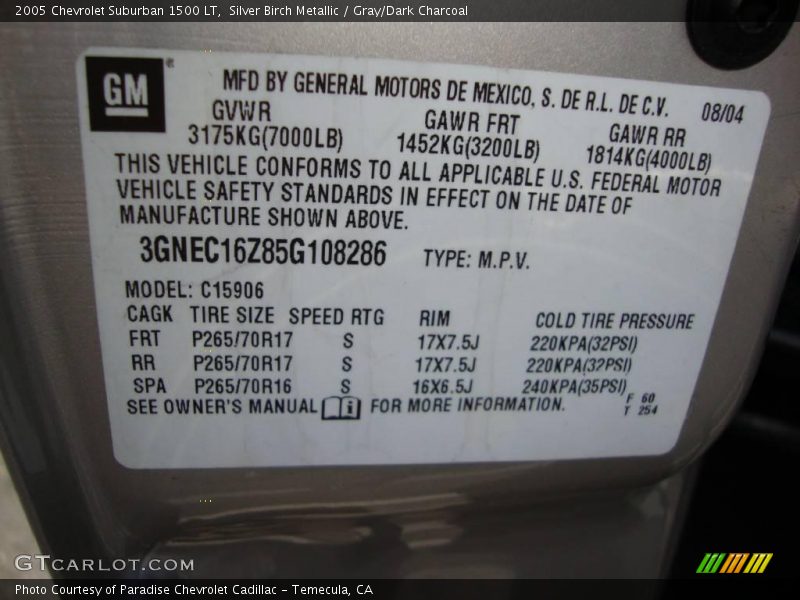 2005 Chevrolet Suburban 1500 LT,  Silver Birch Metallic / Gray/Dark Charcoal
GM ®
MFD BY GENERAL MOTORS DE MEXICO, S. DE R.L. DE C.V. 08/04
GVWR GAWR FRT GAWR RR
3175KG(7000LB) 1452KG(3200LB) 1814KG(4000LB)
THIS VEHICLE CONFORMS TO ALL APPLICABLE U.S. FEDERAL MOTOR
VEHICLE SAFETY STANDARDS IN EFFECT ON THE DATE OF
MANUFACTURE SHOWN ABOVE.
3GNEC16Z85G108286 TYPE: M.P.V.
MODEL: C15906
CAGK TIRE SIZE SPEED RTG RIM COLD TIRE PRESSURE
FRT P265/70R17 S 17X7.5J 220KPA(32PSI)
RR P265/70R17 S 17X7.5J 220KPA(32PSI)
SPA P265/70R16 S 16X6.5J 240KPA(35PSI)
SEE OWNER'S MANUAL i FOR MORE INFORMATION. F 60
T 254
GTCARLOT.COM
Photo Courtesy of Paradise Chevrolet Cadillac - Temecula, CA